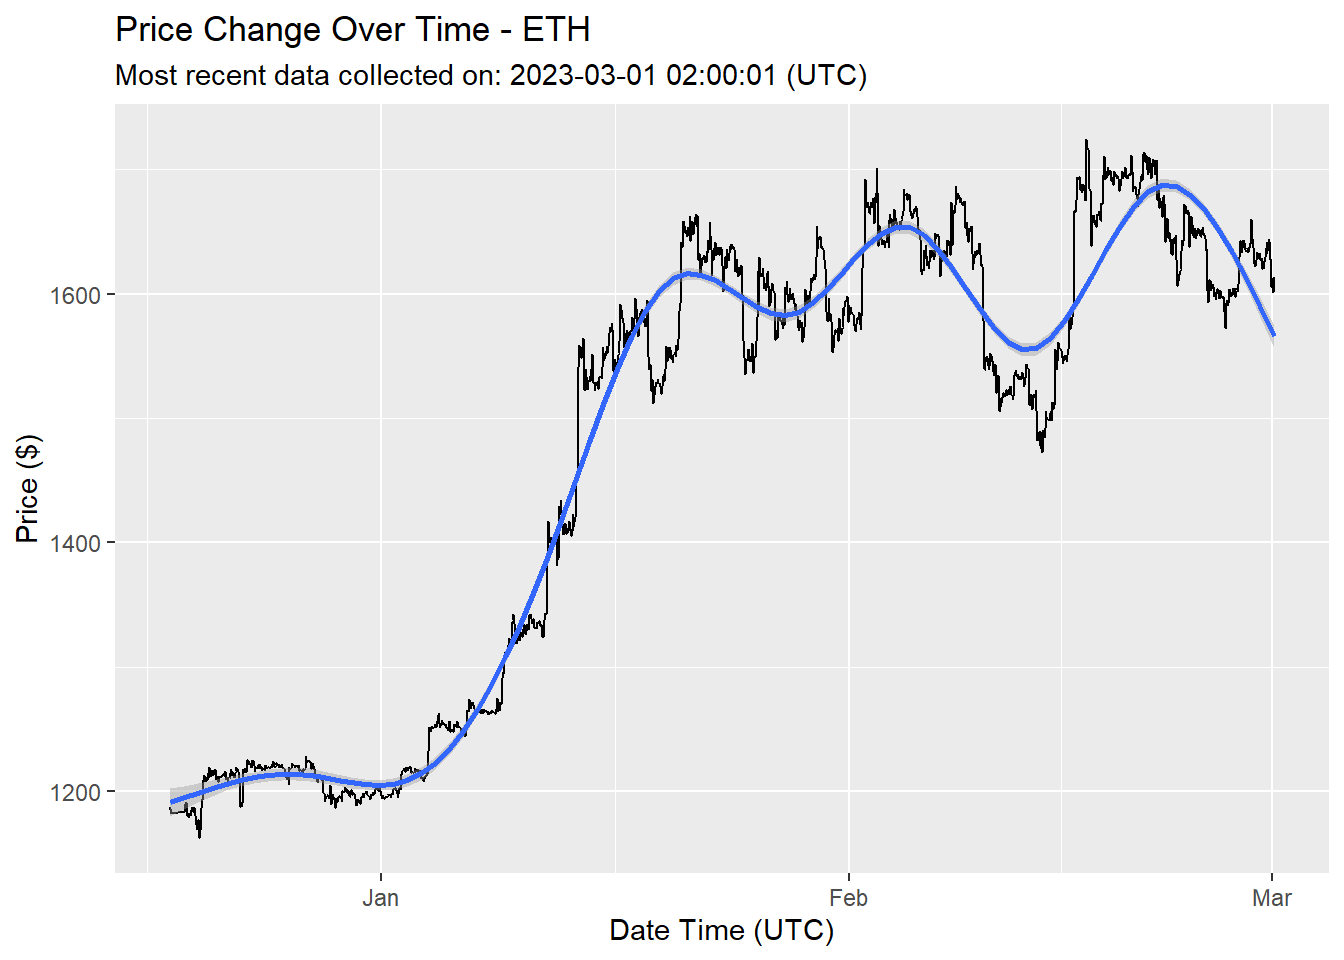 Price Change Over Time - ETH
Most recent data collected on: 2023-03-01 02:00:01 (UTC)
Price ($)
1600
1400
1200
Jan
Feb
Mar
Date Time (UTC)